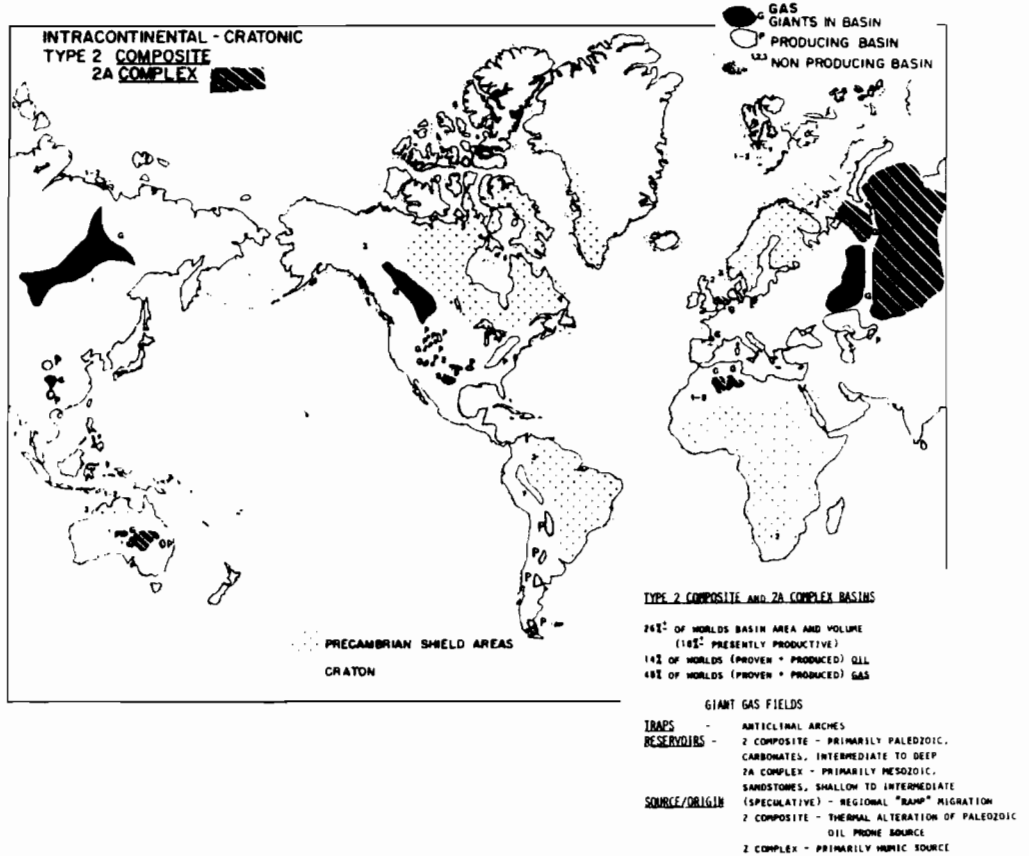 INTRACONTINENTAL - CRATONIC
TYPE 2 COMPOSITE
2A COMPLEX
G GAS
GIANTS IN BASIN
P PRODUCING BASIN
NON PRODUCING BASIN
PRECAMBRIAN SHIELD AREAS
CRATON
TYPE 2 COMPOSITE AND 2A COMPLEX BASINS
26%± OF WORLDS BASIN AREA AND VOLUME
(18%± PRESENTLY PRODUCTIVE)
14% OF WORLDS (PROVEN + PRODUCED) OIL
48% OF WORLDS (PROVEN + PRODUCED) GAS
GIANT GAS FIELDS
TRAPS - ANTICLINAL ARCHES
RESERVOIRS - 2 COMPOSITE - PRIMARILY PALEOZOIC,
CARBONATES, INTERMEDIATE TO DEEP
2A COMPLEX - PRIMARILY MESOZOIC,
SANDSTONES, SHALLOW TO INTERMEDIATE
SOURCE/ORIGIN (SPECULATIVE) - REGIONAL "RAMP" MIGRATION
2 COMPOSITE - THERMAL ALTERATION OF PALEOZOIC
OIL PRONE SOURCE
2 COMPLEX - PRIMARILY HUMIC SOURCE